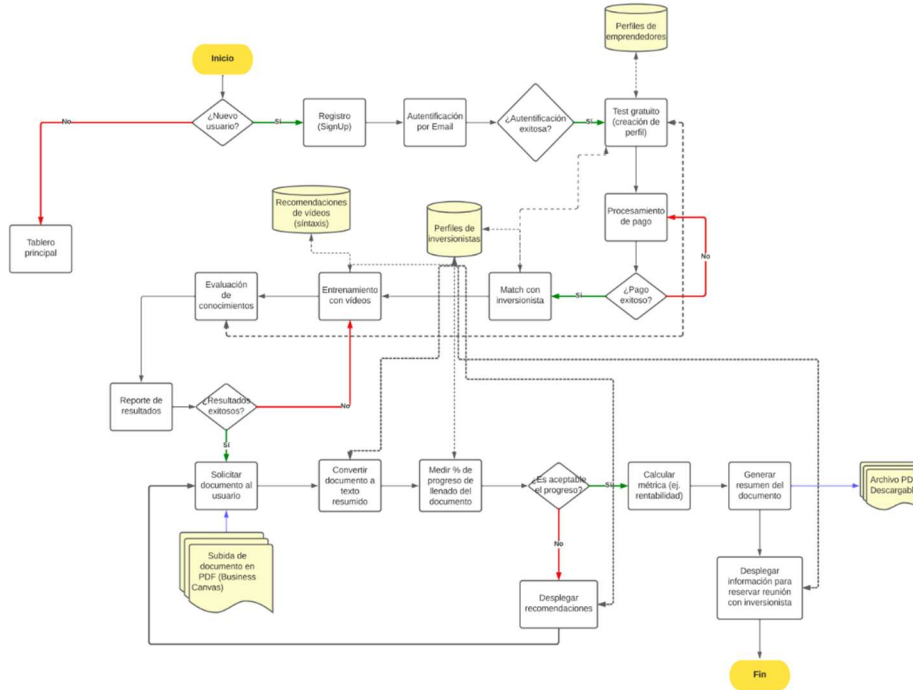 Perfiles de
emprendedores
Inicio
¿Nuevo
usuario?
No
Sí
Registro
(SignUp)
Autentificación
por Email
¿Autentificación
exitosa?
Sí
Test gratuito
(creación de
perfil)
Recomendaciones
de vídeos
(síntaxis)
Perfiles de
inversionistas
Procesamiento
de pago
No
Tablero
principal
Evaluación
de
conocimientos
Entrenamiento
con vídeos
Match con
inversionista
Sí
¿Pago
exitoso?
Reporte de
resultados
¿Resultados
exitosos?
No
Sí
Solicitar
documento al
usuario
Convertir
documento a
texto
resumido
Medir % de
progreso de
llenado del
documento
¿Es aceptable
el progreso?
Sí
Calcular
métrica (ej.
rentabilidad)
Generar
resumen del
documento
Archivo PD
Descargabl
No
Subida de
documento en
PDF (Business
Canvas)
Desplegar
recomendaciones
Desplegar
información para
reservar reunión
con inversionista
Fin